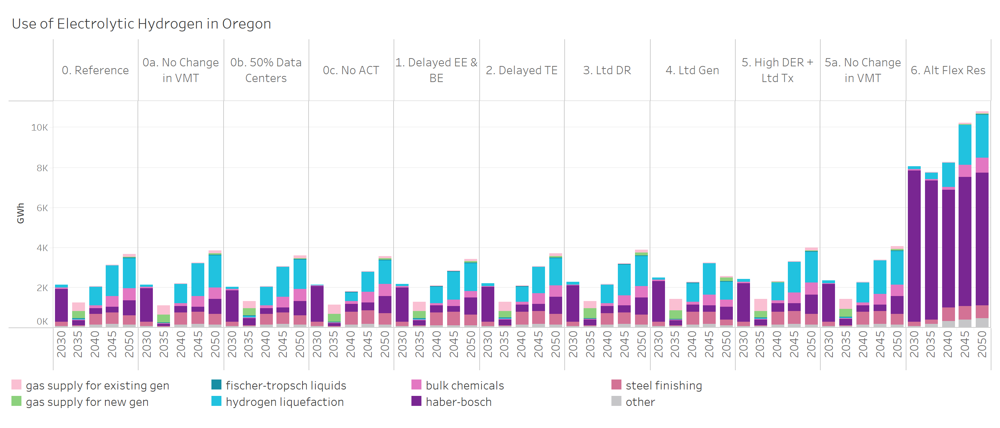 Use of Electrolytic Hydrogen in Oregon
0. Reference
0a. No Change
in VMT
0b. 50% Data
Centers
0c. No ACT
1. Delayed EE &
BE
2. Delayed TE
3. Ltd DR
4. Ltd Gen
5. High DER +
Ltd Tx
5a. No Change
in VMT
6. Alt Flex Res
GWh
10K
8K
6K
4K
2K
0K
2030 2035 2040 2045 2050 2030 2035 2040 2045 2050 2030 2035 2040 2045 2050 2030 2035 2040 2045 2050 2030 2035 2040 2045 2050 2030 2035 2040 2045 2050 2030 2035 2040 2045 2050 2030 2035 2040 2045 2050 2030 2035 2040 2045 2050 2030 2035 2040 2045 2050 2030 2035 2040 2045 2050
gas supply for existing gen
fischer-tropsch liquids
bulk chemicals
steel finishing
gas supply for new gen
hydrogen liquefaction
haber-bosch
other